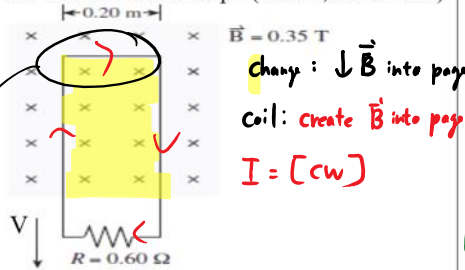 0.20 m
B = 0.35 T
change : ↓ B⃗ into page
coil: create B⃗ into page
I = [CW]
V
R = 0.60 Ω